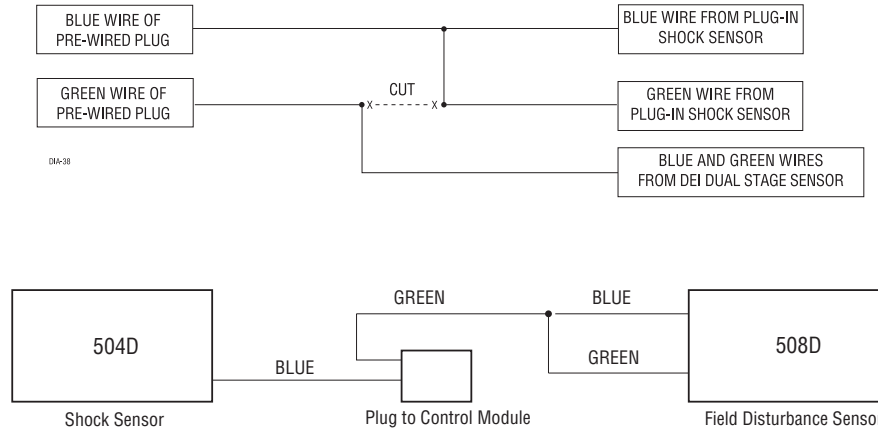 BLUE WIRE OF
PRE-WIRED PLUG
BLUE WIRE FROM PLUG-IN
SHOCK SENSOR
GREEN WIRE OF
PRE-WIRED PLUG
X
CUT
X
GREEN WIRE FROM
PLUG-IN SHOCK SENSOR
DIA-38
BLUE AND GREEN WIRES
FROM DEI DUAL STAGE SENSOR
GREEN
BLUE
504D
508D
BLUE
GREEN
Shock Sensor
Plug to Control Module
Field Disturbance Sensor